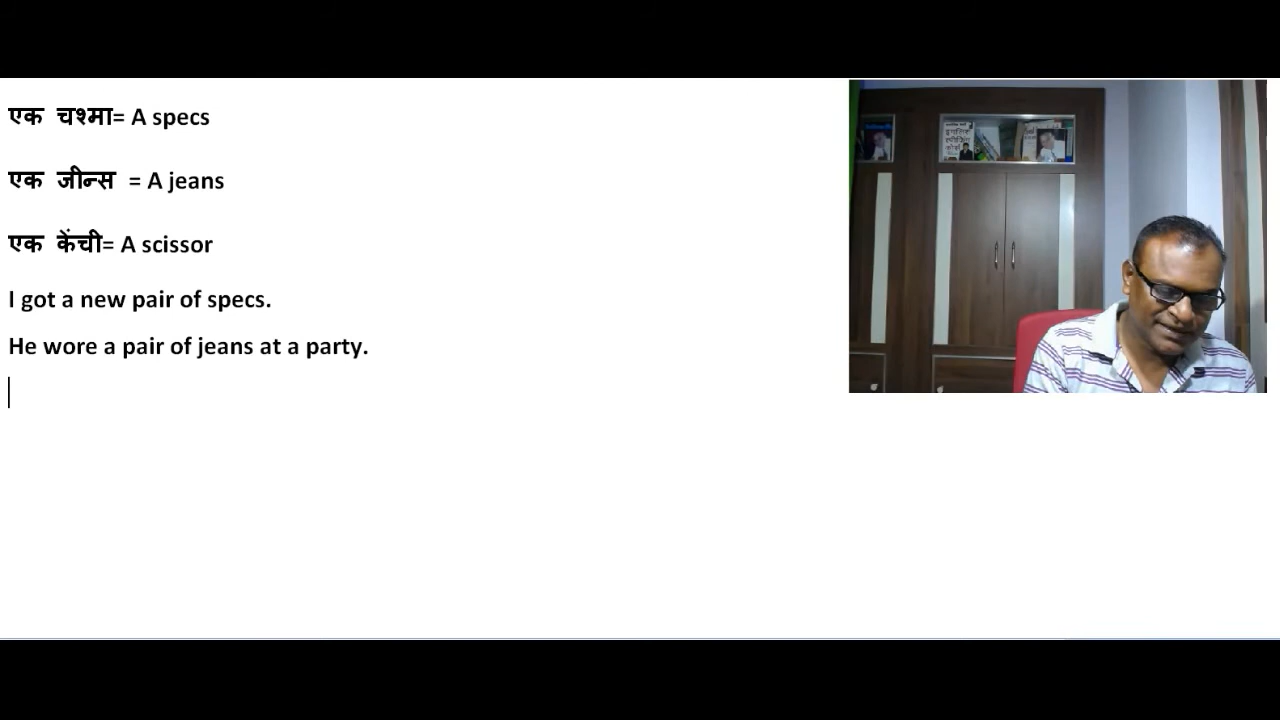 एक चश्मा= A specs
एक जीन्स = A jeans
एक केंची= A scissor
I got a new pair of specs.
He wore a pair of jeans at a party.